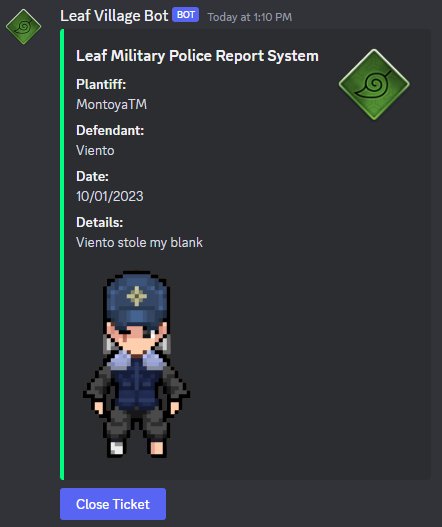 Leaf Village Bot BOT Today at 1:10 PM
Leaf Military Police Report System
Plantiff:
MontoyaTM
Defendant:
Viento
Date:
10/01/2023
Details:
Viento stole my blank
Close Ticket